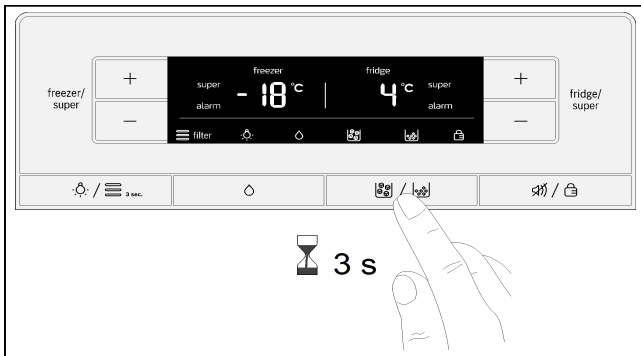 freezer/
super
+
—
freezer
super
alarm
- 18 °C
fridge
4 °C
super
alarm
filter
+
—
fridge/
super
/ 3 sec.
/
/
3 s